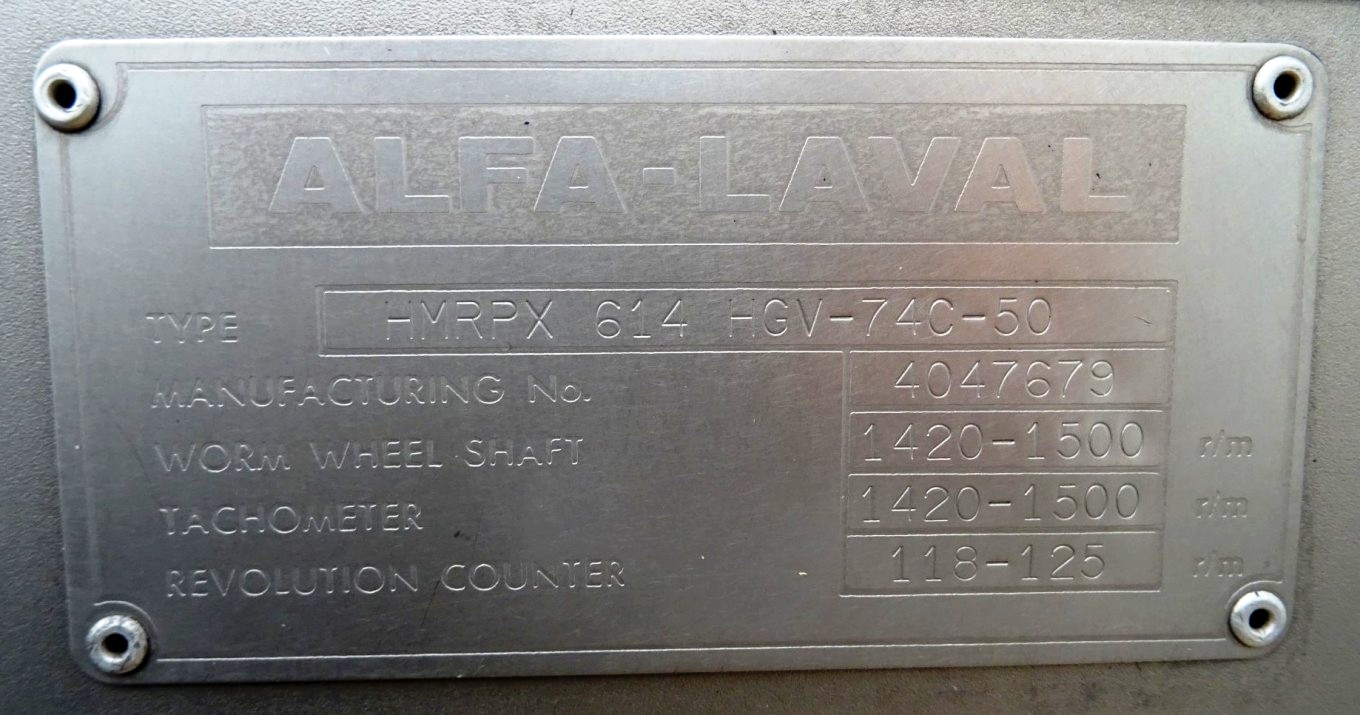 ALFA-LAVAL
TYPE HMRPX 614 HGV-74C-50
MANUFACTURING No. 4047679
WORM WHEEL SHAFT 1420-1500 r/m
TACHOMETER 1420-1500 r/m
REVOLUTION COUNTER 118-125 r/m